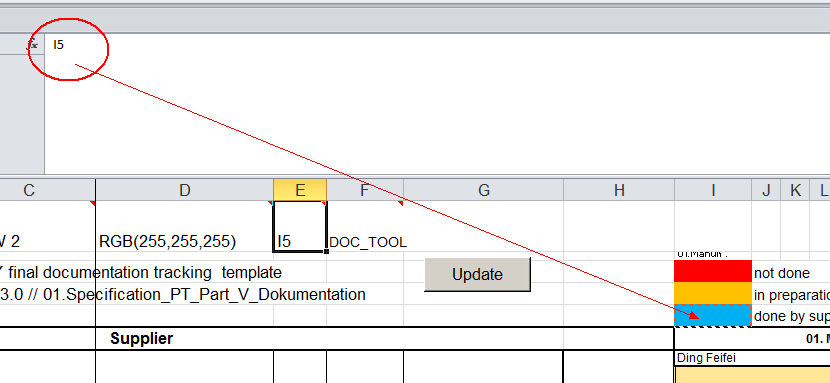 fx I5
C D E F G H I J K L
V 2 RGB(255,255,255) I5 DOC_TOOL
Y final documentation tracking template
Update
not done
3.0 // 01.Specification_PT_Part_V_Dokumentation
in preparatio
done by sup
Supplier
01. M
Ding Feifei